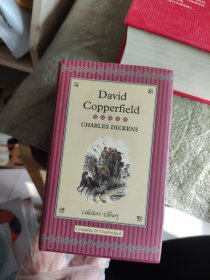 David
Copperfield
CHARLES DICKENS
Collector's Library
Complete & Unabridged